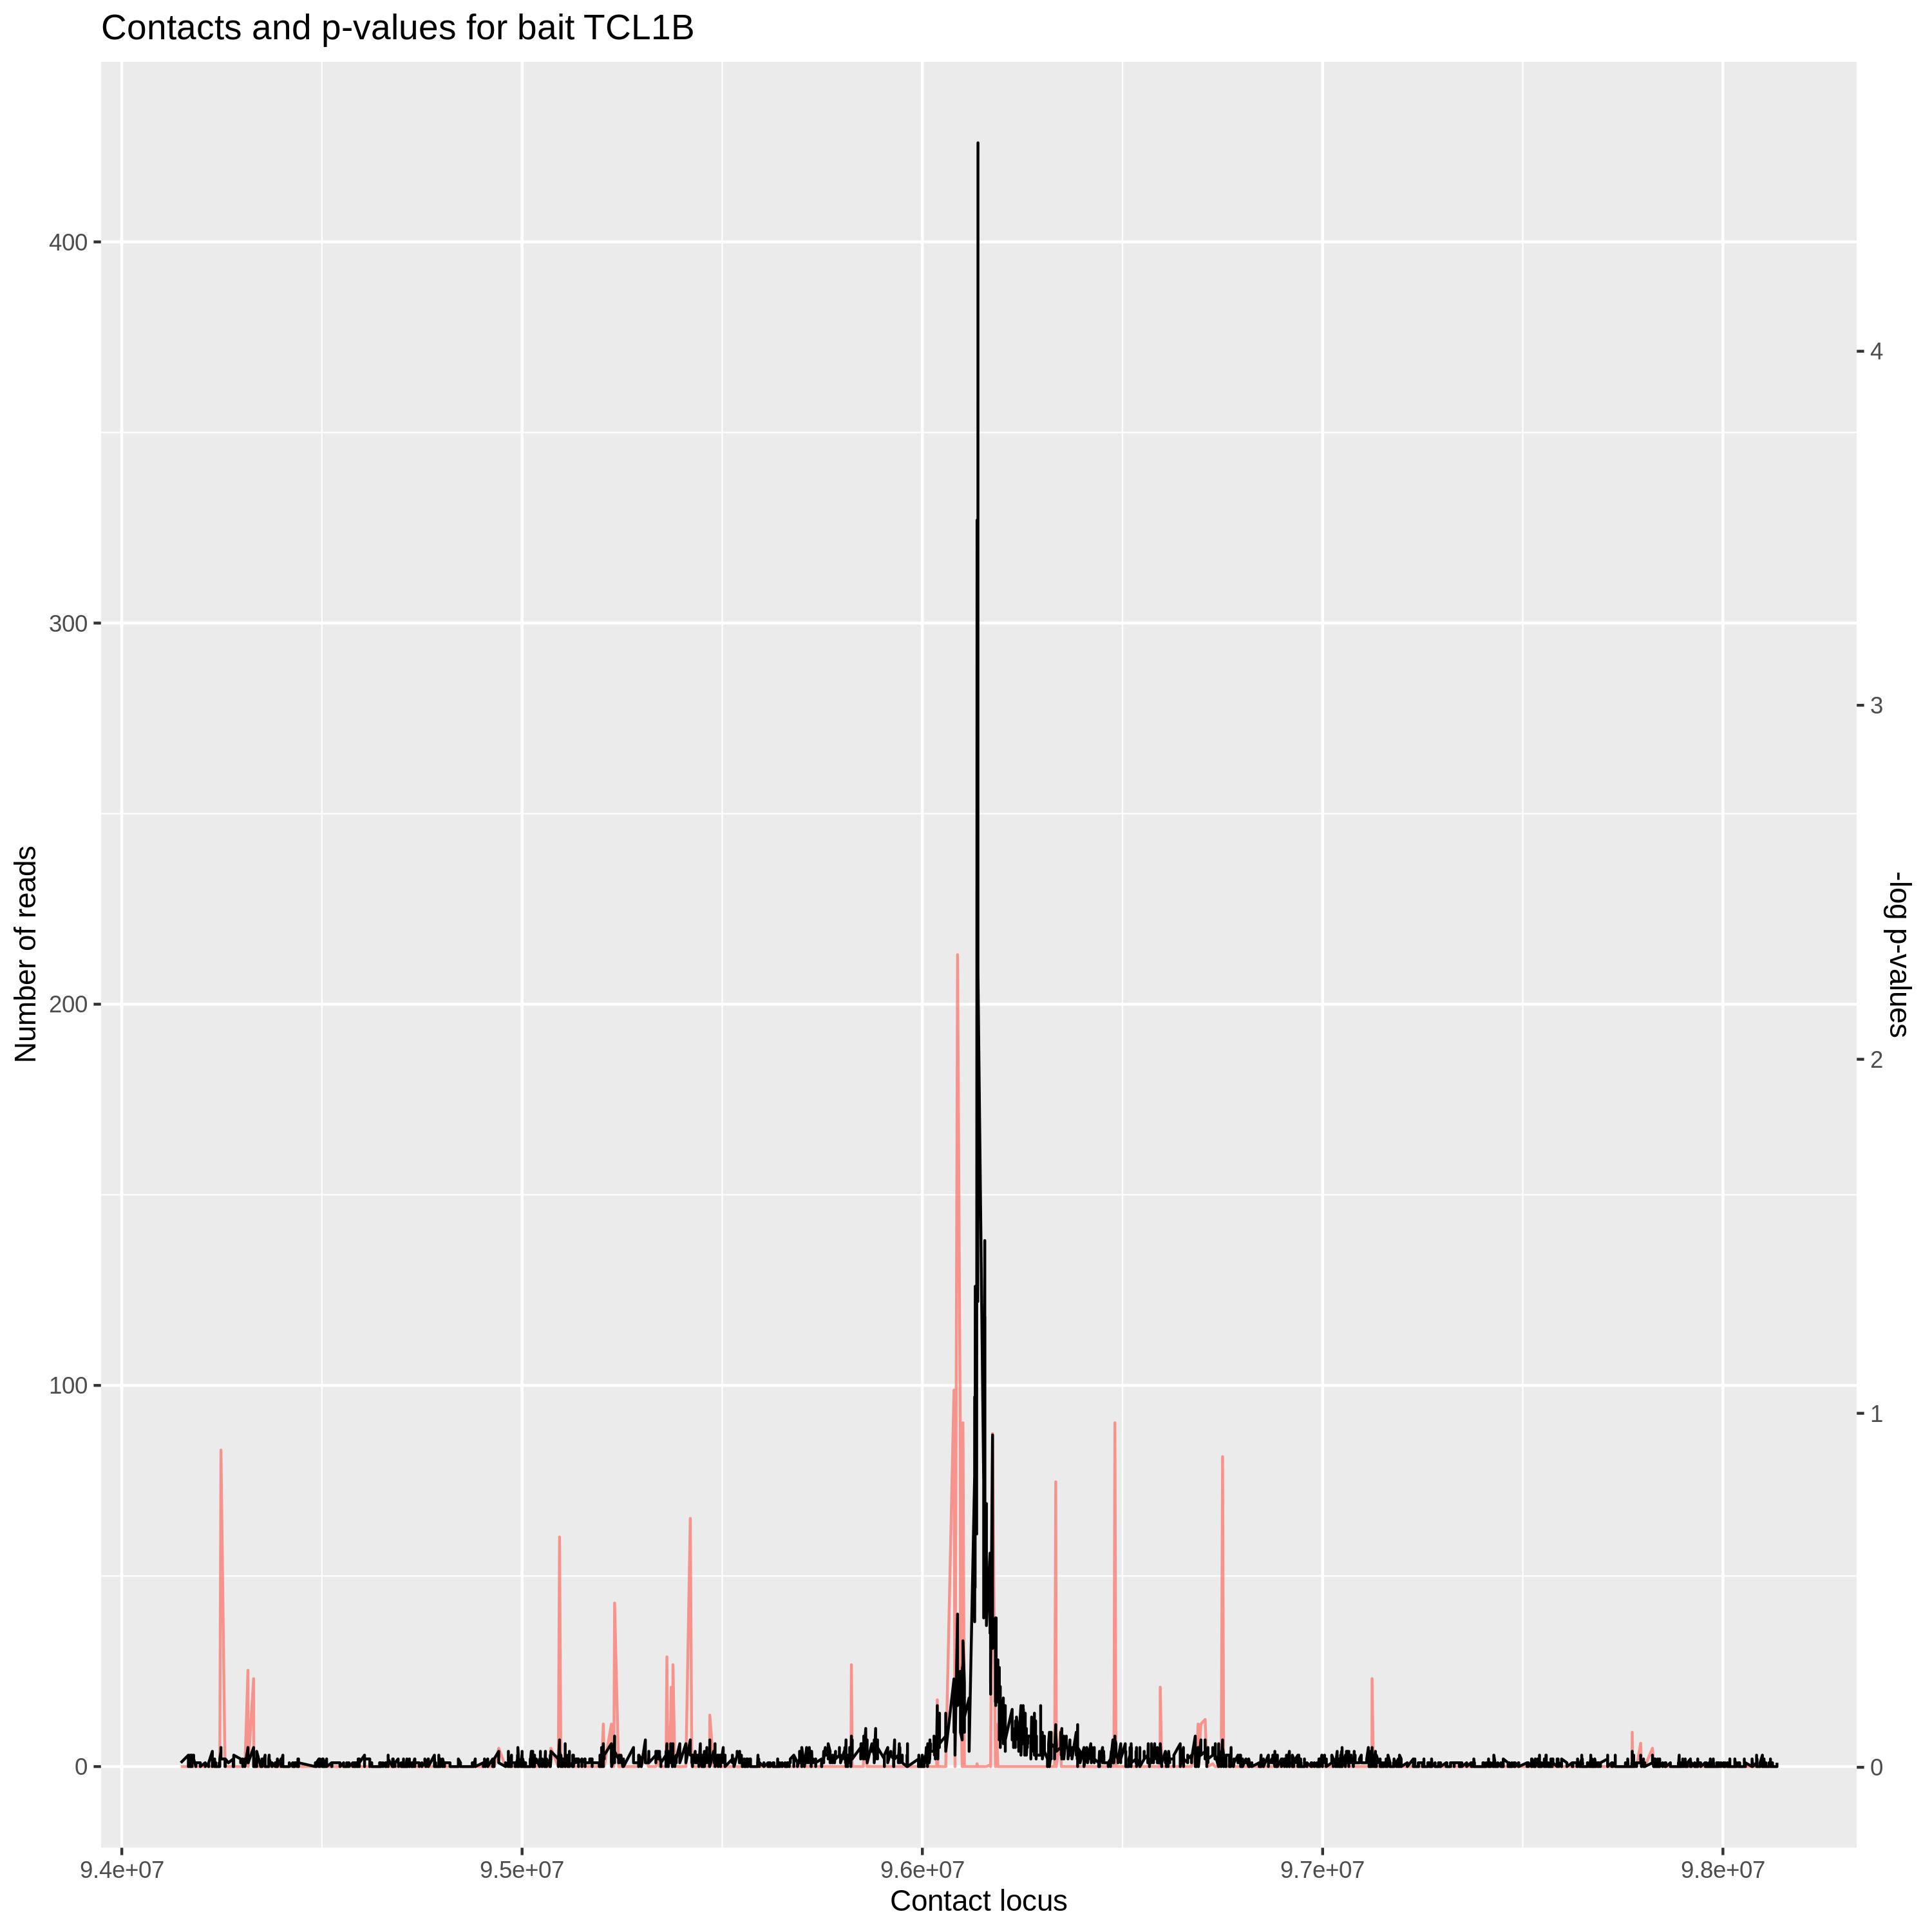 Contacts and p-values for bait TCL1B
400
300
200
100
0
Number of reads
4
3
2
1
0
-log p-values
9.4e+07 9.5e+07 9.6e+07 9.7e+07 9.8e+07
Contact locus